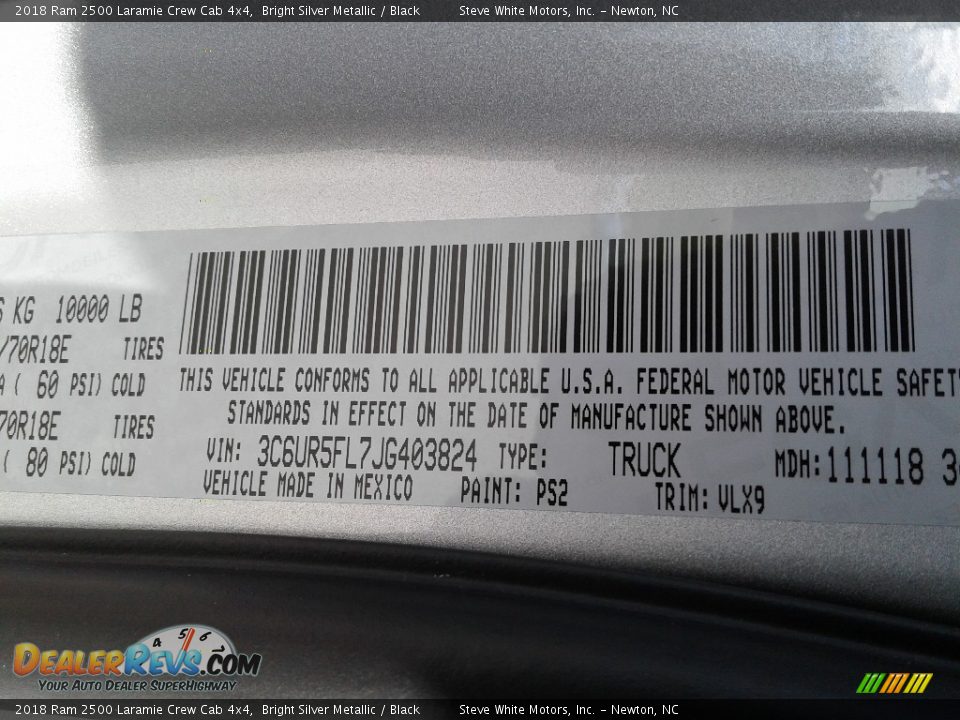 2018 Ram 2500 Laramie Crew Cab 4x4, Bright Silver Metallic / Black Steve White Motors, Inc. – Newton, NC
KG 10000 LB
/70R18E TIRES
( 60 PSI) COLD
70R18E TIRES
( 80 PSI) COLD
THIS VEHICLE CONFORMS TO ALL APPLICABLE U.S.A. FEDERAL MOTOR VEHICLE SAFETY
STANDARDS IN EFFECT ON THE DATE OF MANUFACTURE SHOWN ABOVE.
VIN: 3C6UR5FL7JG403824 TYPE: TRUCK MDH: 111118
VEHICLE MADE IN MEXICO PAINT: PS2 TRIM: VLX9
4 5 6
DEALERREVS.COM
YOUR AUTO DEALER SUPERHIGHWAY
2018 Ram 2500 Laramie Crew Cab 4x4, Bright Silver Metallic / Black Steve White Motors, Inc. – Newton, NC